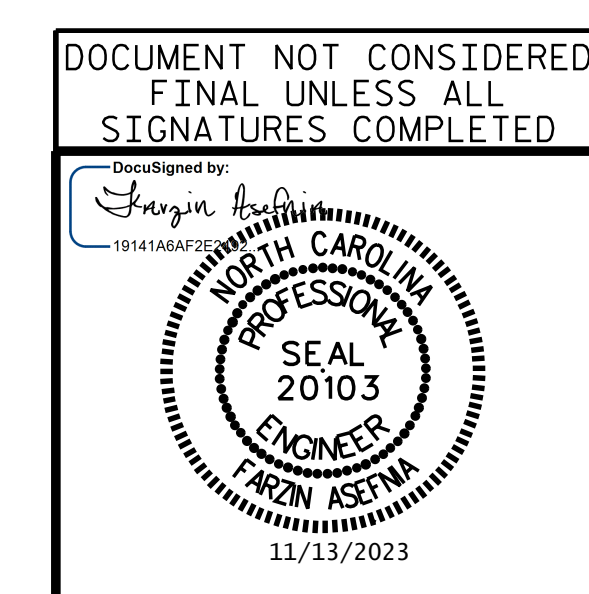 DOCUMENT NOT CONSIDERED
FINAL UNLESS ALL
SIGNATURES COMPLETED
DocuSigned by:
Farzin Asefnia
19141A6AF2E2492...
NORTH CAROLINA
PROFESSIONAL
SEAL
20103
ENGINEER
FARZIN ASEFNIA
11/13/2023